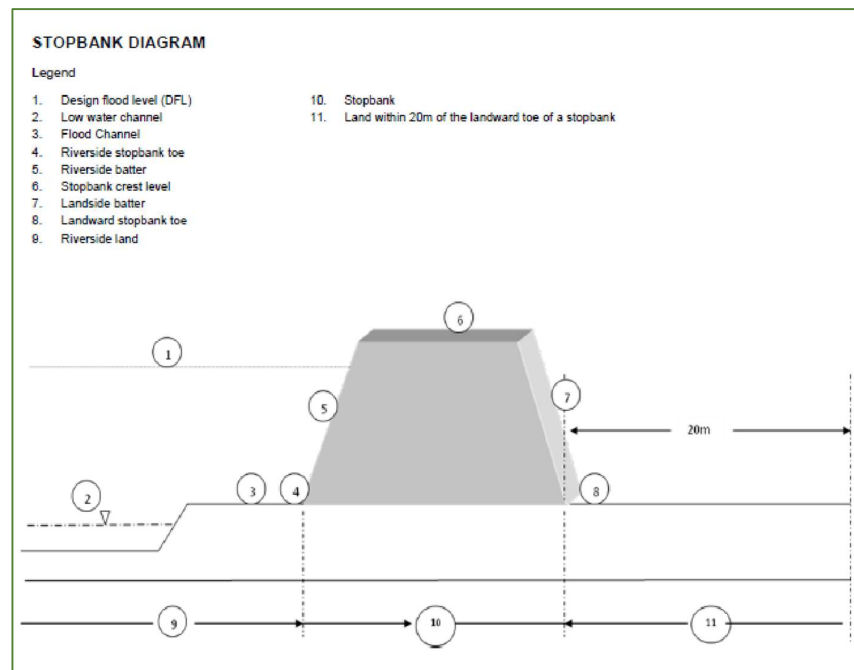 STOPBANK DIAGRAM
Legend
1. Design flood level (DFL)
2. Low water channel
3. Flood Channel
4. Riverside stopbank toe
5. Riverside batter
6. Stopbank crest level
7. Landside batter
8. Landward stopbank toe
9. Riverside land
10. Stopbank
11. Land within 20m of the landward toe of a stopbank
6
1
7
5
20m
2
3
4
8
9
10
11